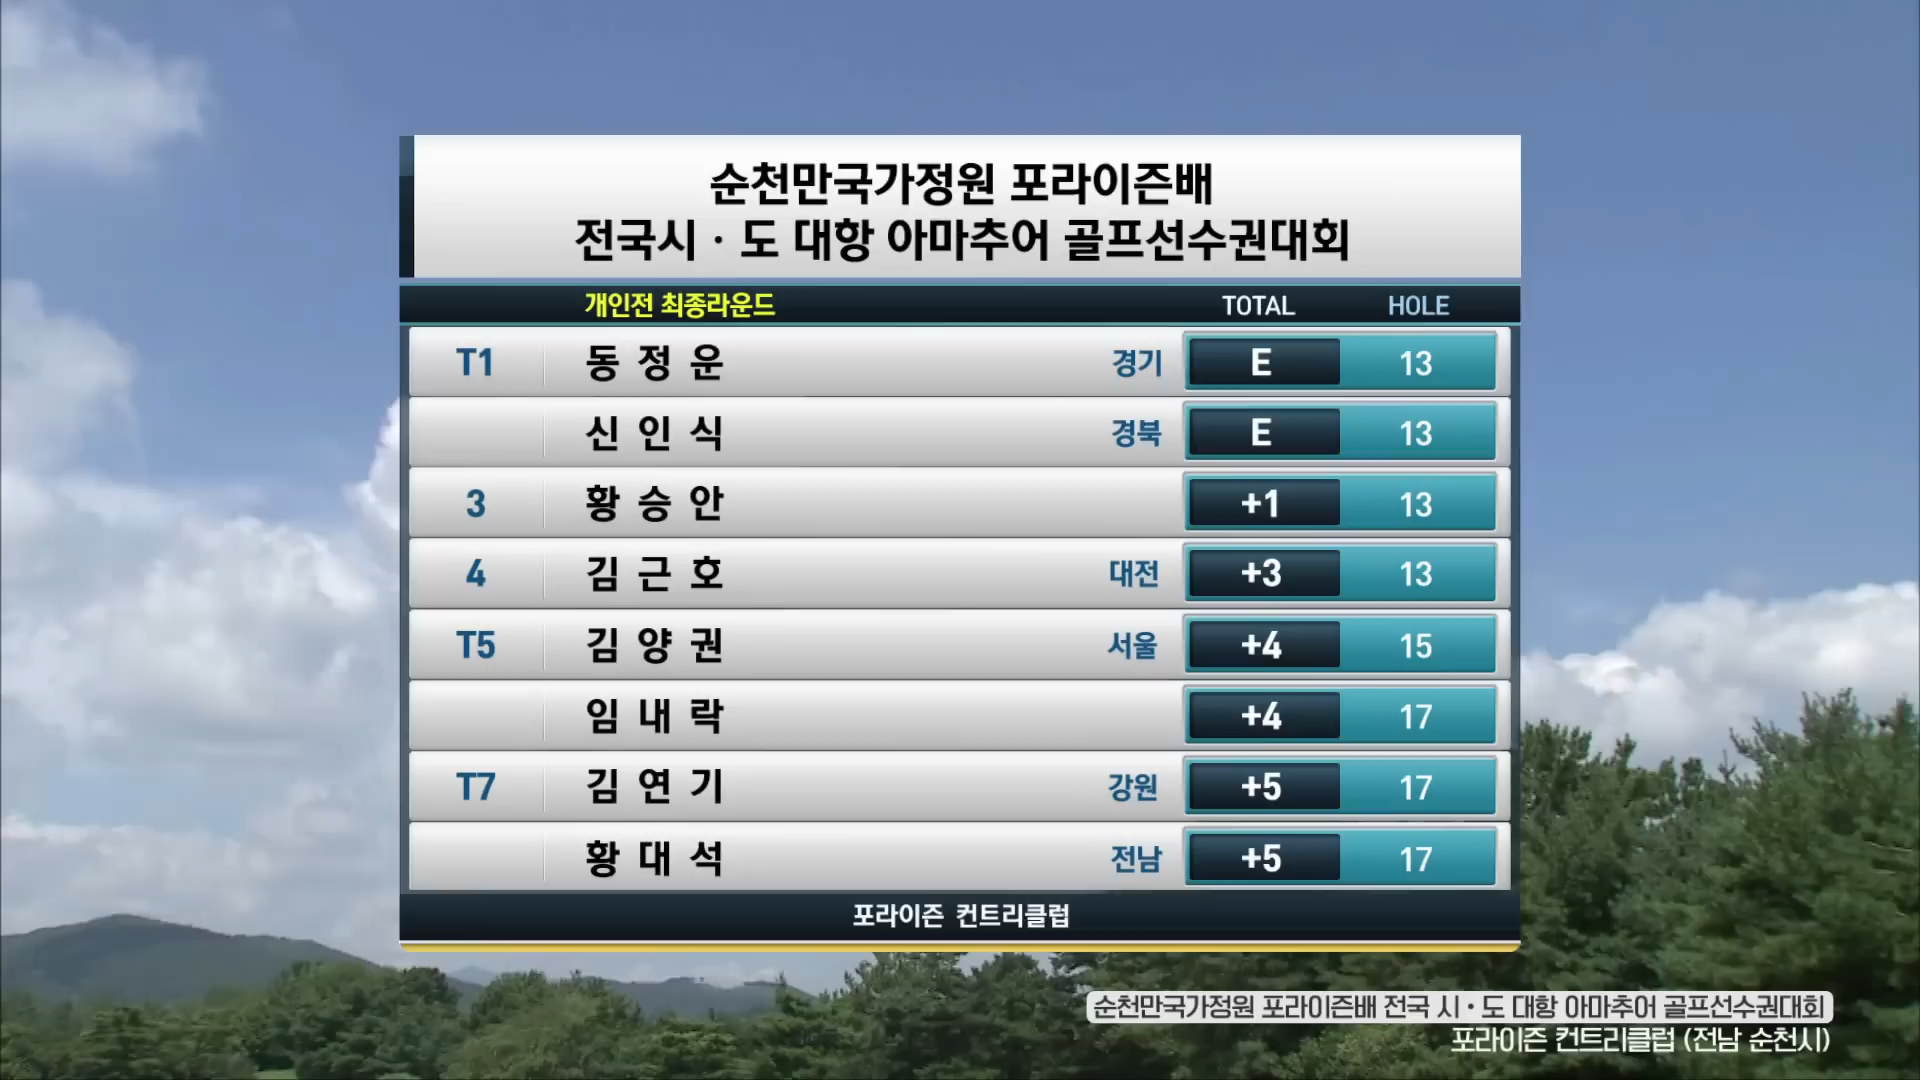 순천만국가정원 포라이즌배
전국시 · 도 대항 아마추어 골프선수권대회
개인전 최종라운드 TOTAL HOLE
T1 동정운 경기 E 13
신인식 경북 E 13
3 황승안 +1 13
4 김근호 대전 +3 13
T5 김양권 서울 +4 15
임내락 +4 17
T7 김연기 강원 +5 17
황대석 전남 +5 17
포라이즌 컨트리클럽
순천만국가정원 포라이즌배 전국 시 · 도 대항 아마추어 골프선수권대회
포라이즌 컨트리클럽 (전남 순천시)